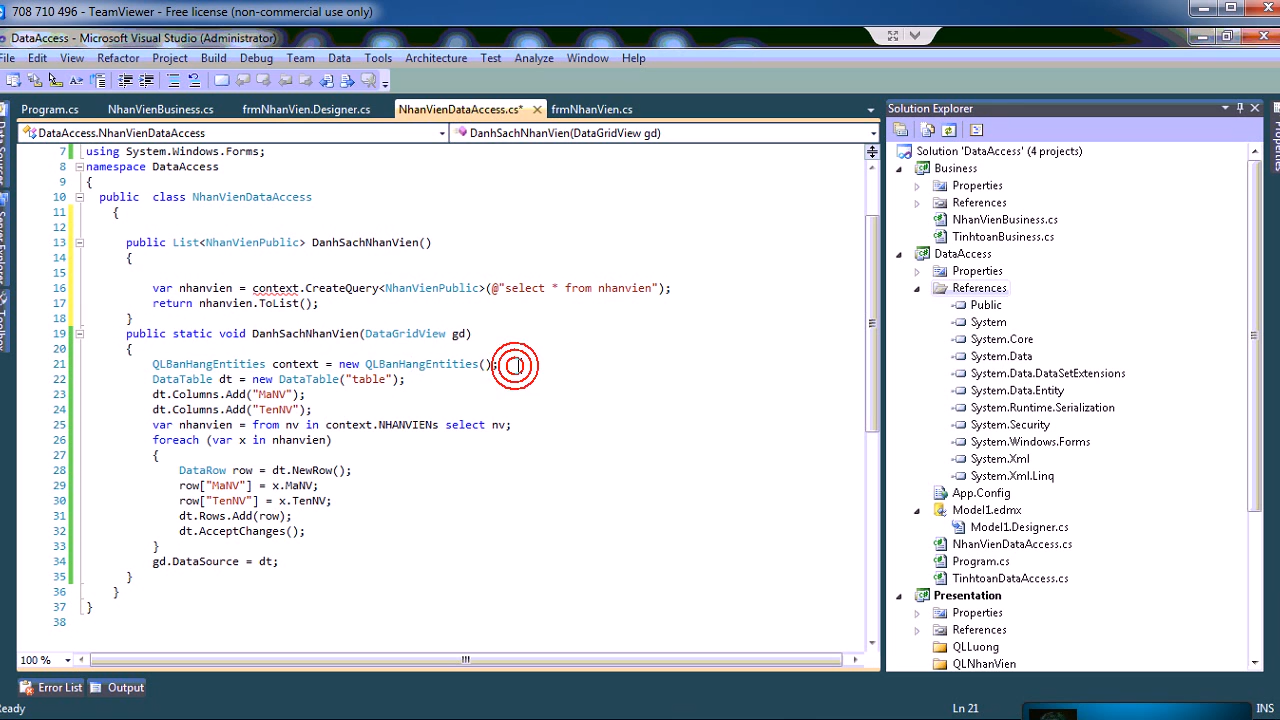 708 710 496 - TeamViewer - Free license (non-commercial use only)
DataAccess - Microsoft Visual Studio (Administrator)
File Edit View Refactor Project Build Debug Team Data Tools Architecture Test Analyze Window Help
Program.cs NhanVienBusiness.cs frmNhanVien.Designer.cs NhanVienDataAccess.cs* frmNhanVien.cs
DataAccess.NhanVienDataAccess DanhSachNhanVien(DataGridView gd)
7 using System.Windows.Forms;
8 namespace DataAccess
9 {
10 public class NhanVienDataAccess
11 {
12
13 public List<NhanVienPublic> DanhSachNhanVien()
14 {
15
16 var nhanvien = context.CreateQuery<NhanVienPublic>(@"select * from nhanvien");
17 return nhanvien.ToList();
18 }
19 public static void DanhSachNhanVien(DataGridView gd)
20 {
21 QLBanHangEntities context = new QLBanHangEntities();
22 DataTable dt = new DataTable("table");
23 dt.Columns.Add("MaNV");
24 dt.Columns.Add("TenNV");
25 var nhanvien = from nv in context.NHANVIENs select nv;
26 foreach (var x in nhanvien)
27 {
28 DataRow row = dt.NewRow();
29 row["MaNV"] = x.MaNV;
30 row["TenNV"] = x.TenNV;
31 dt.Rows.Add(row);
32 dt.AcceptChanges();
33 }
34 gd.DataSource = dt;
35 }
36 }
37 }
38
100 %
Error List Output
Ready Ln 21 INS
Solution Explorer
Solution 'DataAccess' (4 projects)
Business
Properties
References
NhanVienBusiness.cs
TinhtoanBusiness.cs
DataAccess
Properties
References
Public
System
System.Core
System.Data
System.Data.DataSetExtensions
System.Data.Entity
System.Runtime.Serialization
System.Security
System.Windows.Forms
System.Xml
System.Xml.Linq
App.Config
Model1.edmx
Model1.Designer.cs
NhanVienDataAccess.cs
Program.cs
TinhtoanDataAccess.cs
Presentation
Properties
References
QLLuong
QLNhanVien
Data Sources
Server Explorer
Toolbox
Properties